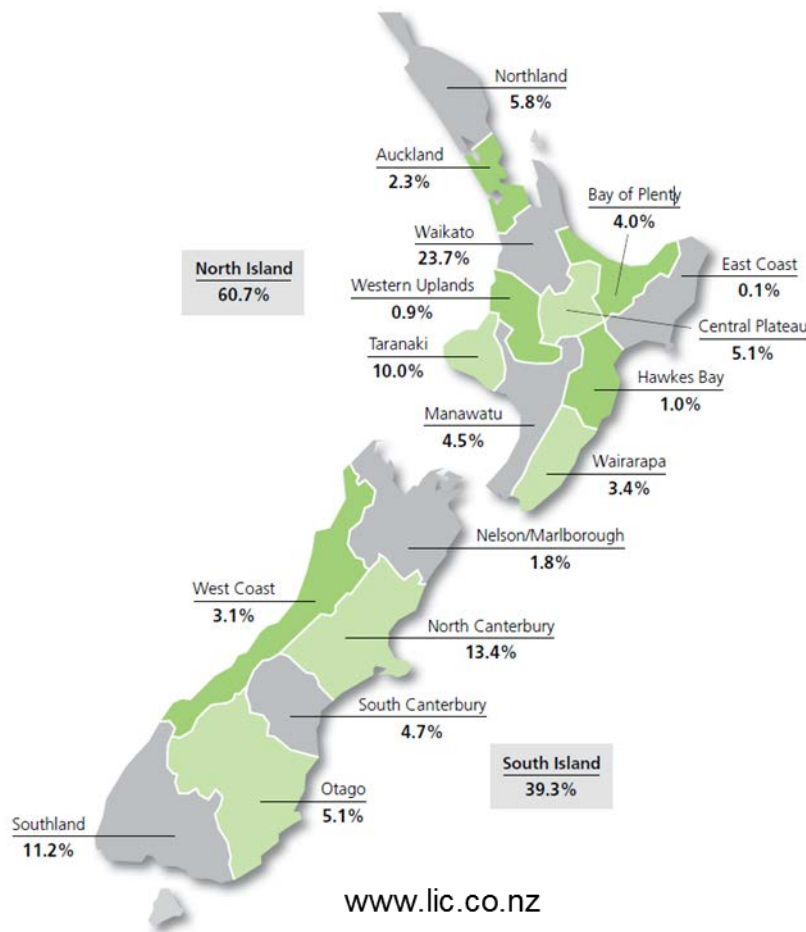 Northland
5.8%
Auckland
2.3%
Bay of Plenty
4.0%
Waikato
23.7%
East Coast
0.1%
North Island
60.7%
Western Uplands
0.9%
Central Plateau
5.1%
Taranaki
10.0%
Hawkes Bay
1.0%
Manawatu
4.5%
Wairarapa
3.4%
Nelson/Marlborough
1.8%
West Coast
3.1%
North Canterbury
13.4%
South Canterbury
4.7%
South Island
39.3%
Otago
5.1%
Southland
11.2%
www.lic.co.nz